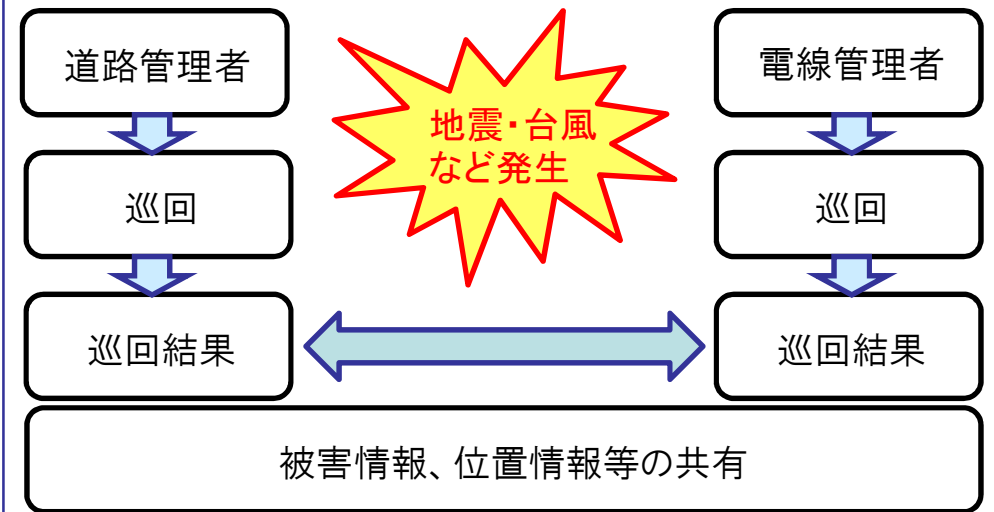 道路管理者
電線管理者
地震・台風
など発生
巡回
巡回
巡回結果
巡回結果
被害情報、位置情報等の共有